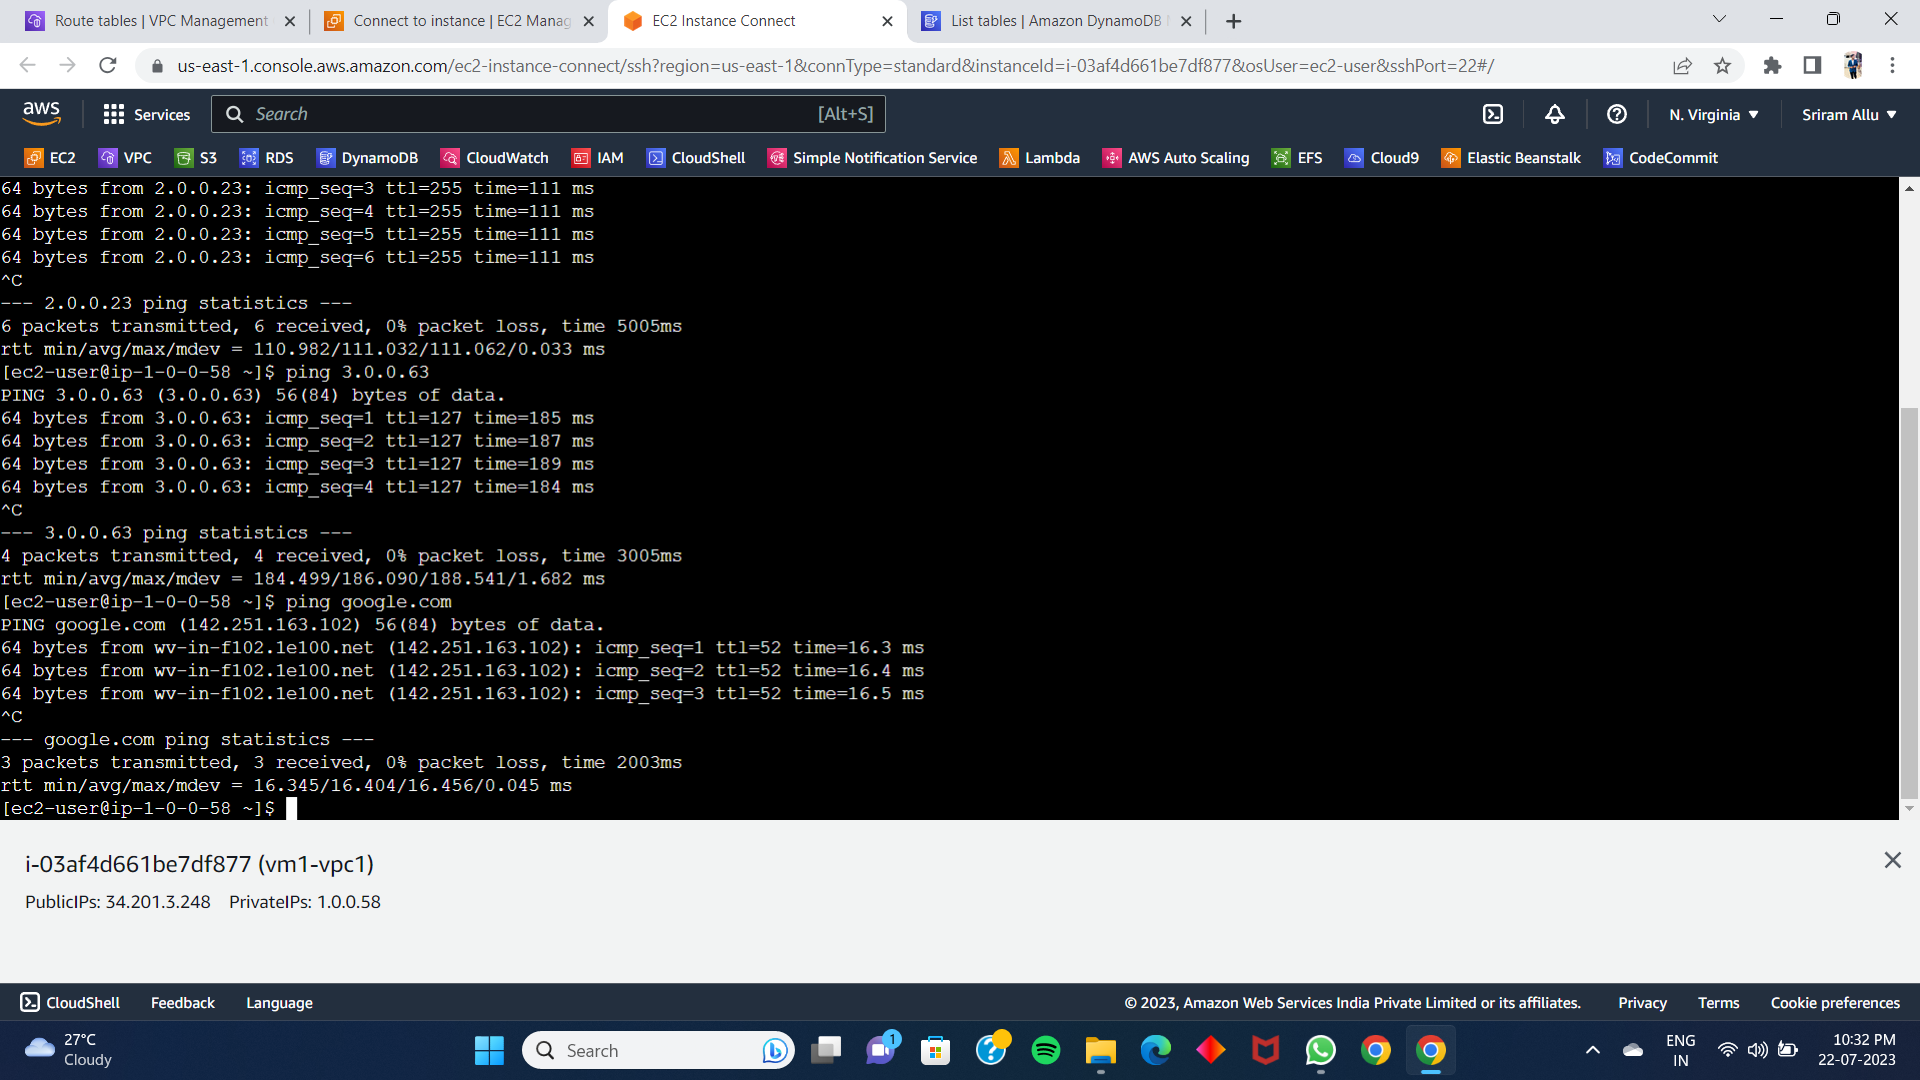 Route tables | VPC Management
Connect to instance | EC2 Manag
EC2 Instance Connect
List tables | Amazon DynamoDB
us-east-1.console.aws.amazon.com/ec2-instance-connect/ssh?region=us-east-1&connType=standard&instanceId=i-03af4d661be7df877&osUser=ec2-user&sshPort=22#/
aws
Services
Search
[Alt+S]
N. Virginia
Sriram Allu
EC2
VPC
S3
RDS
DynamoDB
CloudWatch
IAM
CloudShell
Simple Notification Service
Lambda
AWS Auto Scaling
EFS
Cloud9
Elastic Beanstalk
CodeCommit
64 bytes from 2.0.0.23: icmp_seq=3 ttl=255 time=111 ms
64 bytes from 2.0.0.23: icmp_seq=4 ttl=255 time=111 ms
64 bytes from 2.0.0.23: icmp_seq=5 ttl=255 time=111 ms
64 bytes from 2.0.0.23: icmp_seq=6 ttl=255 time=111 ms
^C
--- 2.0.0.23 ping statistics ---
6 packets transmitted, 6 received, 0% packet loss, time 5005ms
rtt min/avg/max/mdev = 110.982/111.032/111.062/0.033 ms
[ec2-user@ip-1-0-0-58 ~]$ ping 3.0.0.63
PING 3.0.0.63 (3.0.0.63) 56(84) bytes of data.
64 bytes from 3.0.0.63: icmp_seq=1 ttl=127 time=185 ms
64 bytes from 3.0.0.63: icmp_seq=2 ttl=127 time=187 ms
64 bytes from 3.0.0.63: icmp_seq=3 ttl=127 time=189 ms
64 bytes from 3.0.0.63: icmp_seq=4 ttl=127 time=184 ms
^C
--- 3.0.0.63 ping statistics ---
4 packets transmitted, 4 received, 0% packet loss, time 3005ms
rtt min/avg/max/mdev = 184.499/186.090/188.541/1.682 ms
[ec2-user@ip-1-0-0-58 ~]$ ping google.com
PING google.com (142.251.163.102) 56(84) bytes of data.
64 bytes from wv-in-f102.1e100.net (142.251.163.102): icmp_seq=1 ttl=52 time=16.3 ms
64 bytes from wv-in-f102.1e100.net (142.251.163.102): icmp_seq=2 ttl=52 time=16.4 ms
64 bytes from wv-in-f102.1e100.net (142.251.163.102): icmp_seq=3 ttl=52 time=16.5 ms
^C
--- google.com ping statistics ---
3 packets transmitted, 3 received, 0% packet loss, time 2003ms
rtt min/avg/max/mdev = 16.345/16.404/16.456/0.045 ms
[ec2-user@ip-1-0-0-58 ~]$
i-03af4d661be7df877 (vm1-vpc1)
PublicIPs: 34.201.3.248 PrivateIPs: 1.0.0.58
CloudShell
Feedback
Language
© 2023, Amazon Web Services India Private Limited or its affiliates.
Privacy
Terms
Cookie preferences
27°C
Cloudy
Search
1
ENG
IN
10:32 PM
22-07-2023